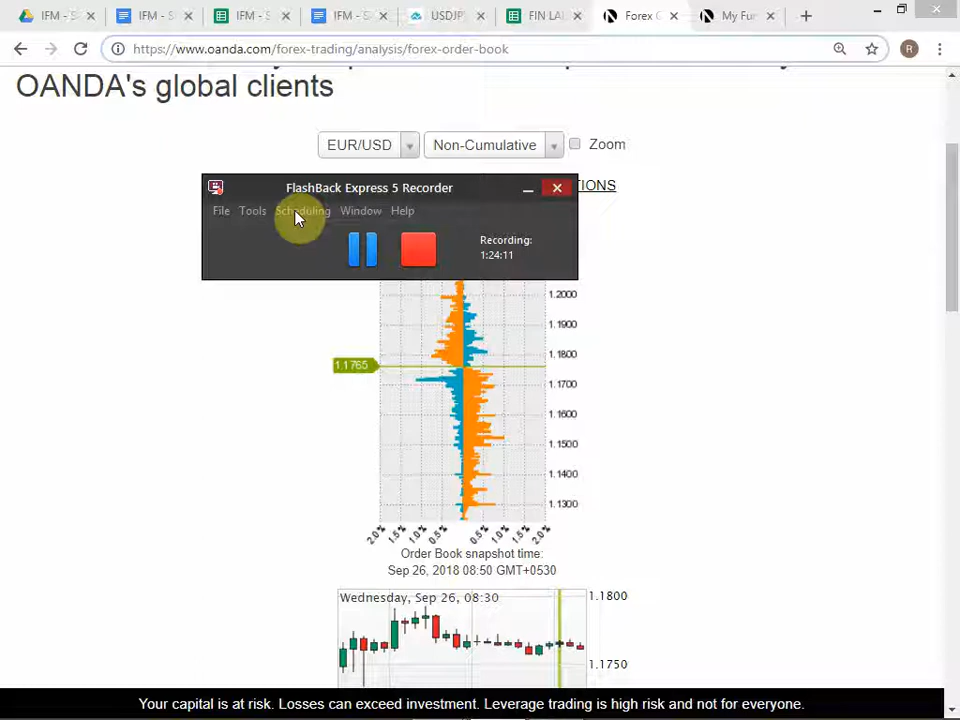 IFM - S
IFM - S
IFM - S
IFM - S
USDJP
FIN LA
Forex C
My Fu
https://www.oanda.com/forex-trading/analysis/forex-order-book
R
OANDA's global clients
EUR/USD
Non-Cumulative
Zoom
IONS
FlashBack Express 5 Recorder
File Tools Scheduling Window Help
Recording:
1:24:11
1.2000
1.1900
1.1800
1.1765
1.1700
1.1600
1.1500
1.1400
1.1300
2.0% 1.5% 1.0% 0.5% 0.5% 1.0% 1.5% 2.0%
Order Book snapshot time:
Sep 26, 2018 08:50 GMT+0530
Wednesday, Sep 26, 08:30
1.1800
1.1750
Your capital is at risk. Losses can exceed investment. Leverage trading is high risk and not for everyone.